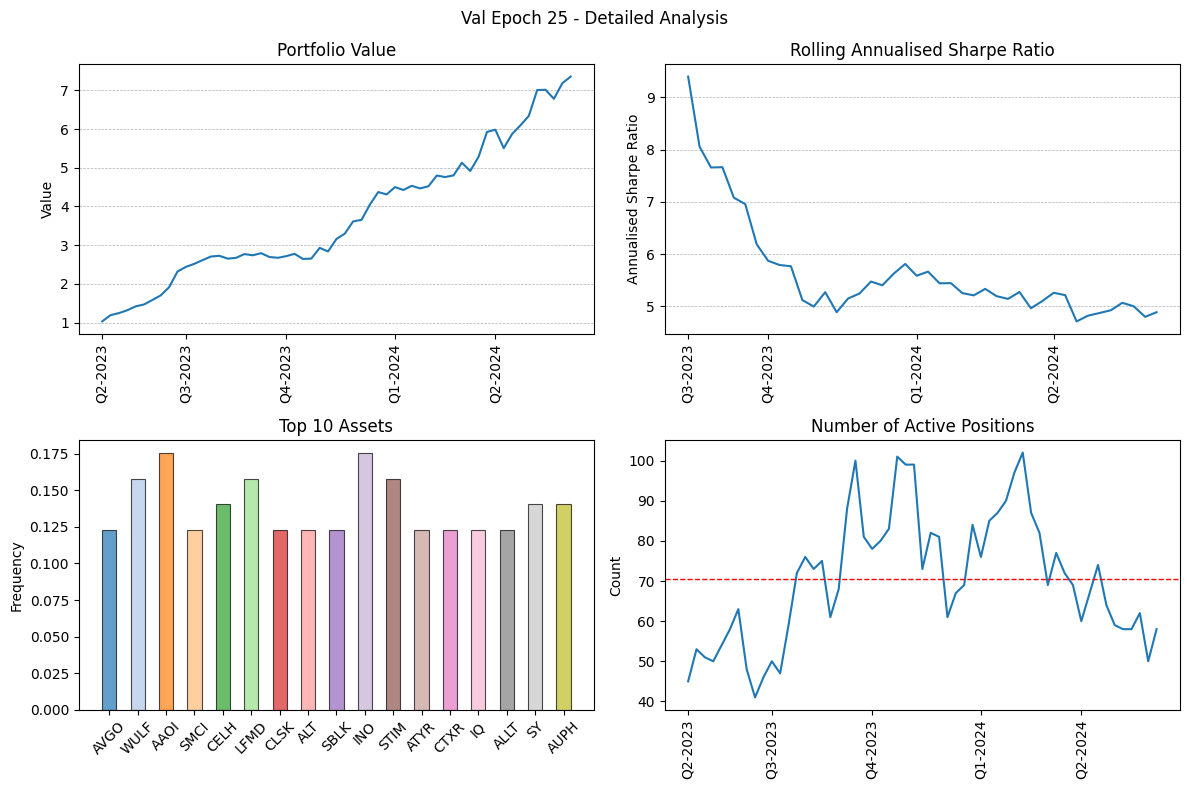 Val Epoch 25 - Detailed Analysis
Portfolio Value
Value
7
6
5
4
3
2
1
Q2-2023
Q3-2023
Q4-2023
Q1-2024
Q2-2024
Rolling Annualised Sharpe Ratio
Annualised Sharpe Ratio
9
8
7
6
5
Q3-2023
Q4-2023
Q1-2024
Q2-2024
Top 10 Assets
Frequency
0.175
0.150
0.125
0.100
0.075
0.050
0.025
0.000
AVGO
WULF
AAOI
SMCI
CELH
LFMD
CLSK
ALT
SBLK
INO
STIM
ATYR
CTXR
IQ
ALLT
SY
AUPH
Number of Active Positions
Count
100
90
80
70
60
50
40
Q2-2023
Q3-2023
Q4-2023
Q1-2024
Q2-2024